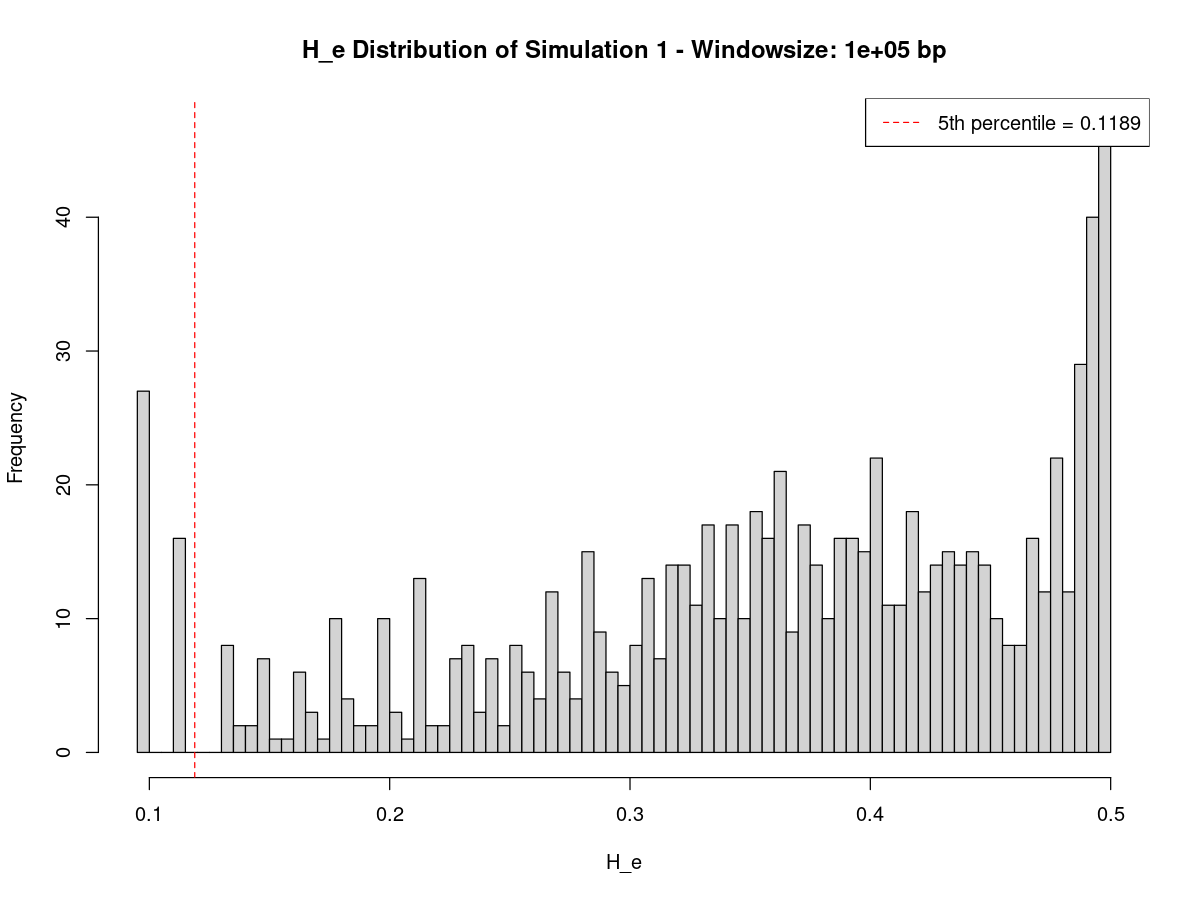 H_e Distribution of Simulation 1 - Windowsize: 1e+05 bp
5th percentile = 0.1189
Frequency
40
30
20
10
0
0.1 0.2 0.3 0.4 0.5
H_e